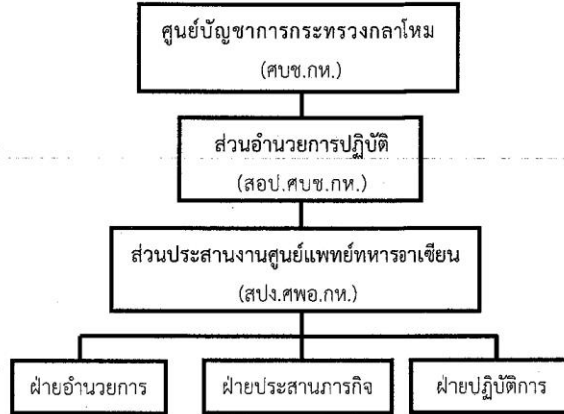 ศูนย์บัญชาการกระทรวงกลาโหม
(ศบช.กห.)
ส่วนอำนวยการปฏิบัติ
(สอป.ศบช.กห.)
ส่วนประสานงานศูนย์แพทย์ทหารอาเซียน
(สปง.ศพอ.กห.)
ฝ่ายอำนวยการ
ฝ่ายประสานภารกิจ
ฝ่ายปฏิบัติการ